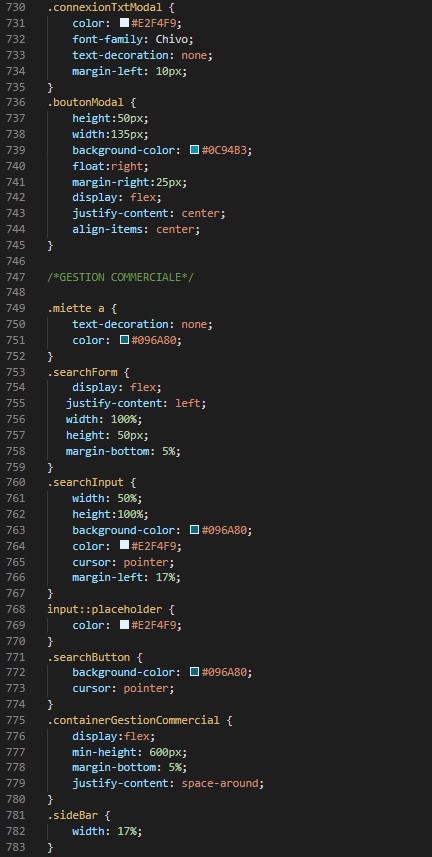 730 .connexionTxtModal {
731     color: #E2F4F9;
732     font-family: Chivo;
733     text-decoration: none;
734     margin-left: 10px;
735 }
736 .boutonModal {
737     height:50px;
738     width:135px;
739     background-color: #0C94B3;
740     float:right;
741     margin-right:25px;
742     display: flex;
743     justify-content: center;
744     align-items: center;
745 }
746
747 /*GESTION COMMERCIALE*/
748
749 .miette a {
750     text-decoration: none;
751     color: #096A80;
752 }
753 .searchForm {
754     display: flex;
755    justify-content: left;
756    width: 100%;
757    height: 50px;
758    margin-bottom: 5%;
759 }
760 .searchInput {
761     width: 50%;
762     height:100%;
763     background-color: #096A80;
764     color: #E2F4F9;
765     cursor: pointer;
766     margin-left: 17%;
767 }
768 input::placeholder {
769     color: #E2F4F9;
770 }
771 .searchButton {
772     background-color: #096A80;
773     cursor: pointer;
774 }
775 .containerGestionCommercial {
776     display:flex;
777     min-height: 600px;
778     margin-bottom: 5%;
779     justify-content: space-around;
780 }
781 .sideBar {
782     width: 17%;
783 }